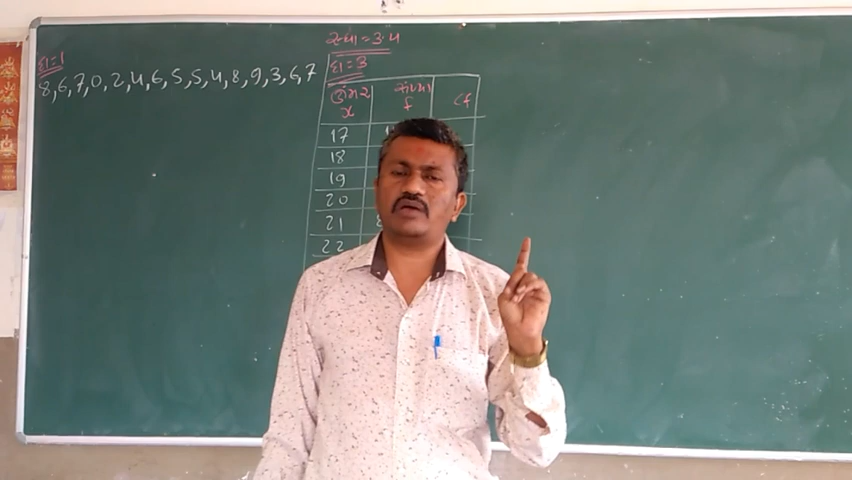 દા=1
8,6,7,0,2,4,6,5,5,4,8,9,3,6,7
સ્વા = 3.4
દા=3
ઉંમર સંખ્યા
x f cf
17
18
19
20
21 8
22